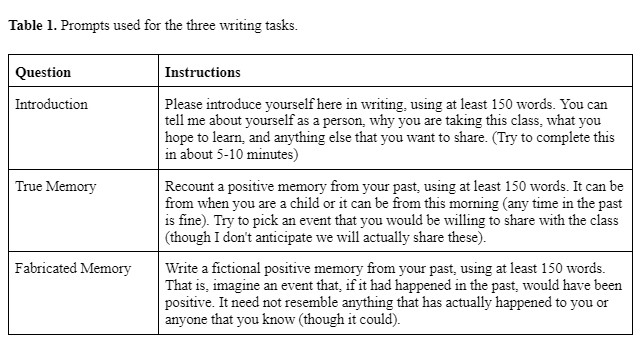 Table 1. Prompts used for the three writing tasks.
Question Instructions
Introduction Please introduce yourself here in writing, using at least 150 words. You can
tell me about yourself as a person, why you are taking this class, what you
hope to learn, and anything else that you want to share. (Try to complete this
in about 5-10 minutes)
True Memory Recount a positive memory from your past, using at least 150 words. It can be
from when you are a child or it can be from this morning (any time in the past
is fine). Try to pick an event that you would be willing to share with the class
(though I don't anticipate we will actually share these).
Fabricated Memory Write a fictional positive memory from your past, using at least 150 words.
That is, imagine an event that, if it had happened in the past, would have been
positive. It need not resemble anything that has actually happened to you or
anyone that you know (though it could).